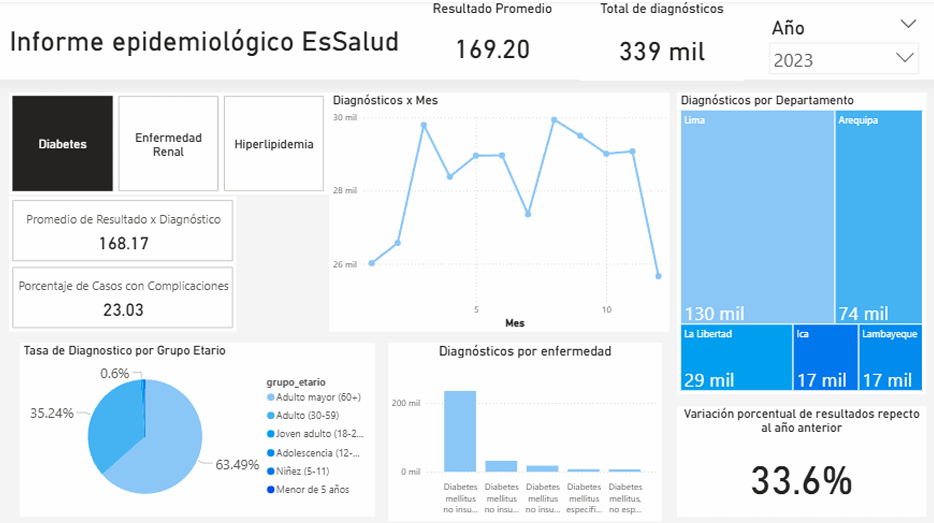 Informe epidemiológico EsSalud
Resultado Promedio
169.20
Total de diagnósticos
339 mil
Año
2023
Diabetes
Enfermedad
Renal
Hiperlipidemia
Promedio de Resultado x Diagnóstico
168.17
Porcentaje de Casos con Complicaciones
23.03
Diagnósticos x Mes
30 mil
28 mil
26 mil
5
10
Mes
Diagnósticos por Departamento
Lima
130 mil
Arequipa
74 mil
La Libertad
29 mil
Ica
17 mil
Lambayeque
17 mil
Tasa de Diagnostico por Grupo Etario
0.6%
35.24%
63.49%
grupo_etario
Adulto mayor (60+)
Adulto (30-59)
Joven adulto (18-2...
Adolescencia (12-...
Niñez (5-11)
Menor de 5 años
Diagnósticos por enfermedad
200 mil
0 mil
Diabetes
mellitus
no insu...
Diabetes
mellitus
no insu...
Diabetes
mellitus
no insu...
Diabetes
mellitus
especifi...
Diabetes
mellitus,
no esp...
Variación porcentual de resultados repecto
al año anterior
33.6%